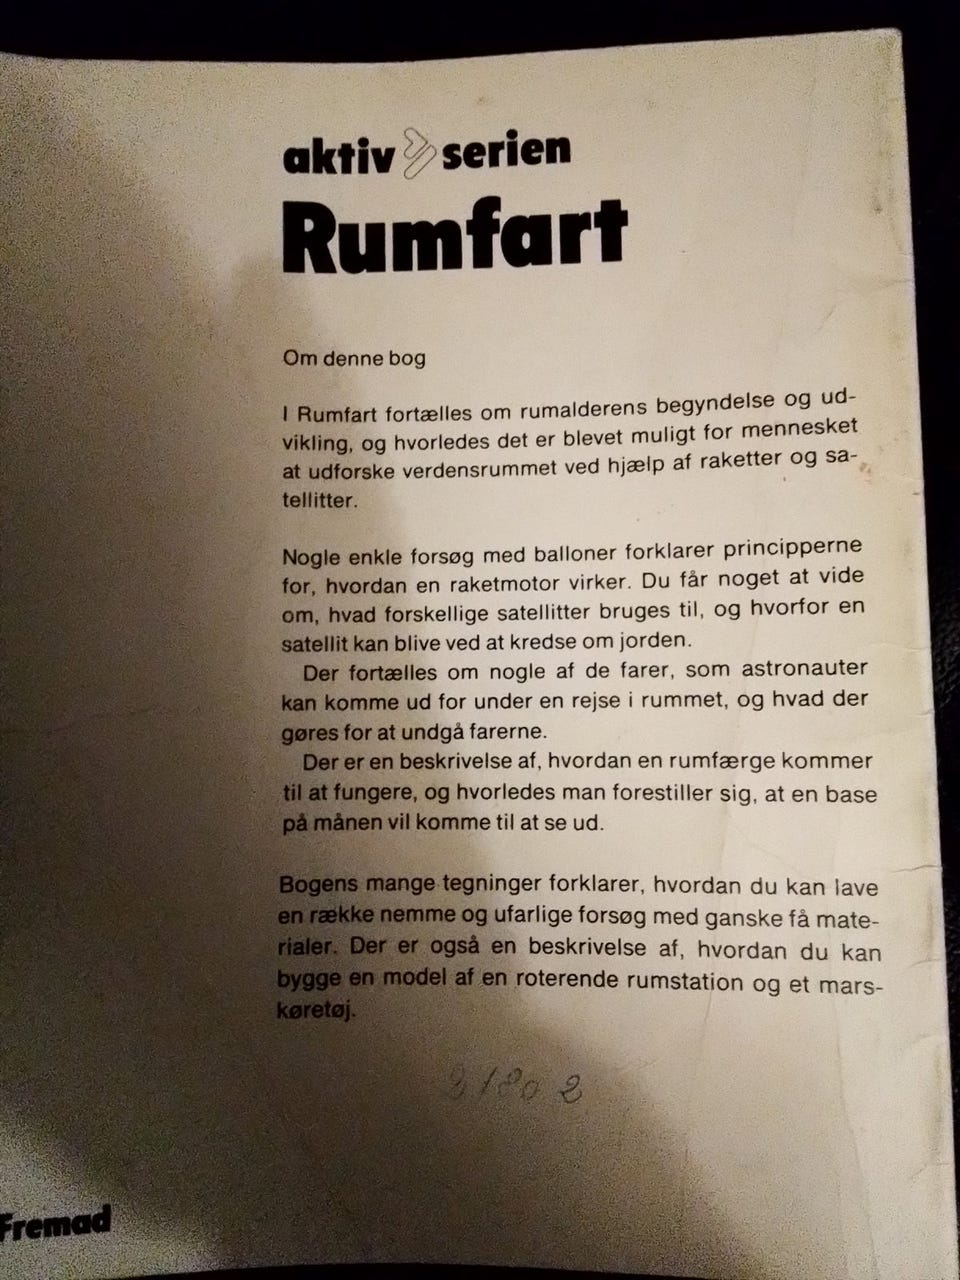 aktiv serien
Rumfart
Om denne bog
I Rumfart fortælles om rumalderens begyndelse og ud-
vikling, og hvorledes det er blevet muligt for mennesket
at udforske verdensrummet ved hjælp af raketter og sa-
tellitter.
Nogle enkle forsøg med balloner forklarer principperne
for, hvordan en raketmotor virker. Du får noget at vide
om, hvad forskellige satellitter bruges til, og hvorfor en
satellit kan blive ved at kredse om jorden.
Der fortælles om nogle af de farer, som astronauter
kan komme ud for under en rejse i rummet, og hvad der
gøres for at undgå farerne.
Der er en beskrivelse af, hvordan en rumfærge kommer
til at fungere, og hvorledes man forestiller sig, at en base
på månen vil komme til at se ud.
Bogens mange tegninger forklarer, hvordan du kan lave
en række nemme og ufarlige forsøg med ganske få mate-
rialer. Der er også en beskrivelse af, hvordan du kan
bygge en model af en roterende rumstation og et mars-
køretøj.
Fremad